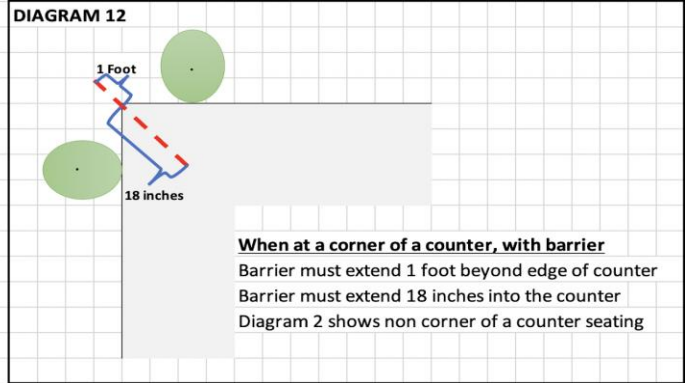 DIAGRAM 12
1 Foot
18 inches
When at a corner of a counter, with barrier
Barrier must extend 1 foot beyond edge of counter
Barrier must extend 18 inches into the counter
Diagram 2 shows non corner of a counter seating